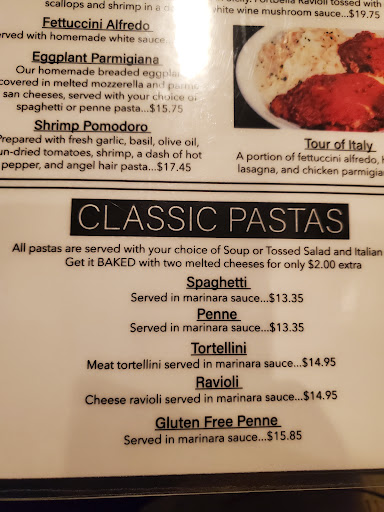 scallops and shrimp in a
white wine mushroom sauce...$19.75
Fettuccini Alfredo
served with homemade white sauce
Eggplant Parmigiana
Our homemade breaded eggplant
covered in melted mozzerella and
san cheeses, served with your choice of
spaghetti or penne pasta...$15.75
Shrimp Pomodoro
Prepared with fresh garlic, basil, olive oil,
sun-dried tomatoes, shrimp, a dash of hot
pepper, and angel hair pasta...$17.45
Ravioli tossed with
Tour of Italy
A portion of fettuccini alfredo,
lasagna, and chicken parmigia
CLASSIC PASTAS
All pastas are served with your choice of Soup or Tossed Salad and Italian
Get it BAKED with two melted cheeses for only $2.00 extra
Spaghetti
Served in marinara sauce...$13.35
Penne
Served in marinara sauce...$13.35
Tortellini
Meat tortellini served in marinara sauce...$14.95
Ravioli
Cheese ravioli served in marinara sauce...$14.95
Gluten Free Penne
Served in marinara sauce...$15.85